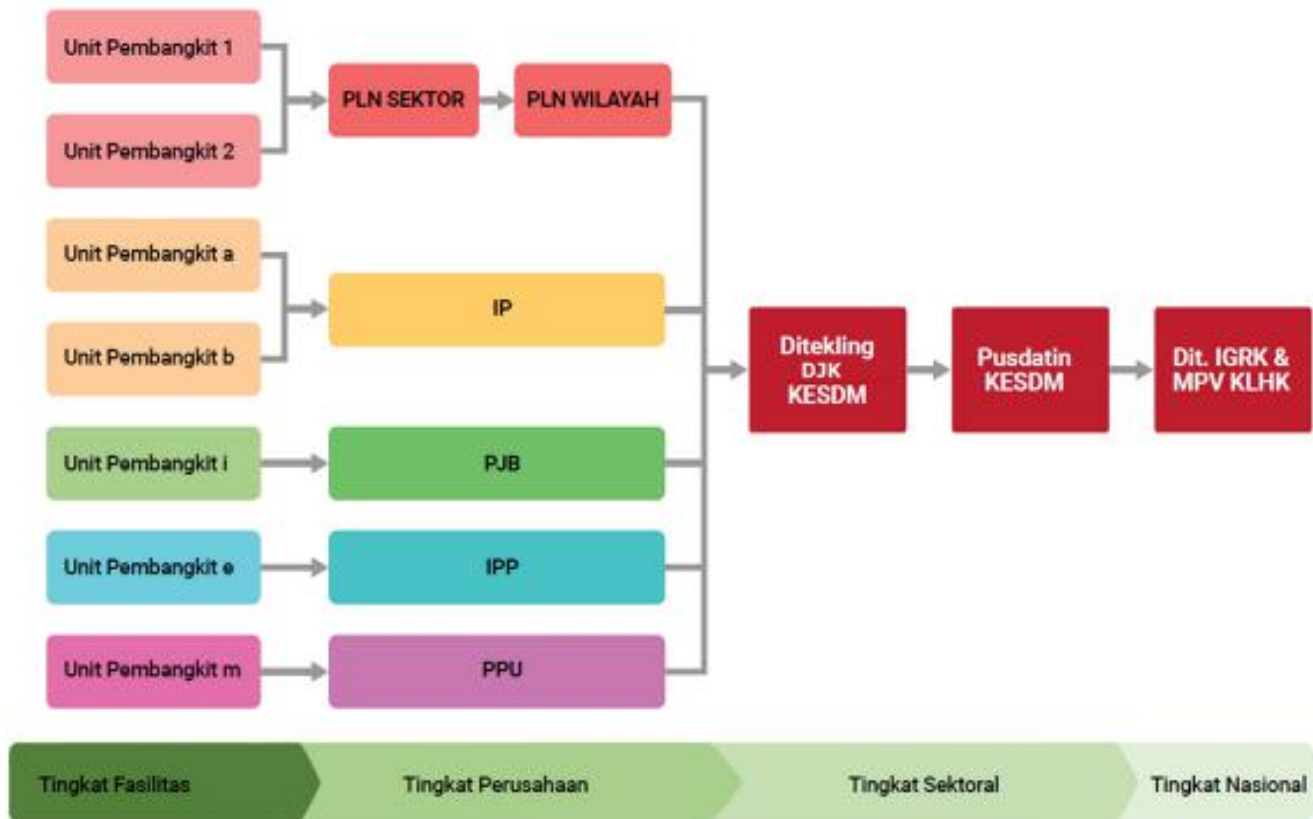 Unit Pembangkit 1
Unit Pembangkit 2
PLN SEKTOR
PLN WILAYAH
Unit Pembangkit a
Unit Pembangkit b
IP
Unit Pembangkit i
PJB
Unit Pembangkit e
IPP
Unit Pembangkit m
PPU
Ditekling
DJK
KESDM
Pusdatin
KESDM
Dit. IGRK &
MPV KLHK
Tingkat Fasilitas
Tingkat Perusahaan
Tingkat Sektoral
Tingkat Nasional